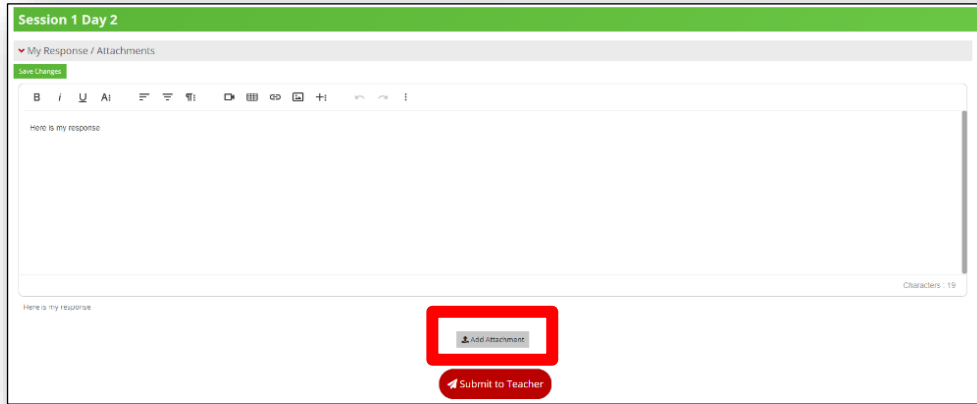 Session 1 Day 2
My Response / Attachments
Save Changes
B i U A
Here is my response
Characters : 19
Here is my response
Add Attachment
Submit to Teacher